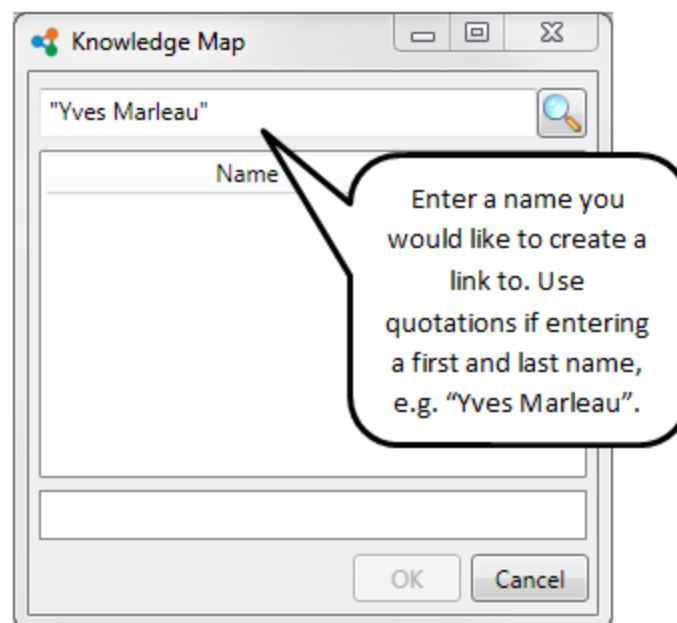 Knowledge Map
"Yves Marleau"
Name
Enter a name you
would like to create a
link to. Use
quotations if entering
a first and last name,
e.g. “Yves Marleau”.
OK
Cancel